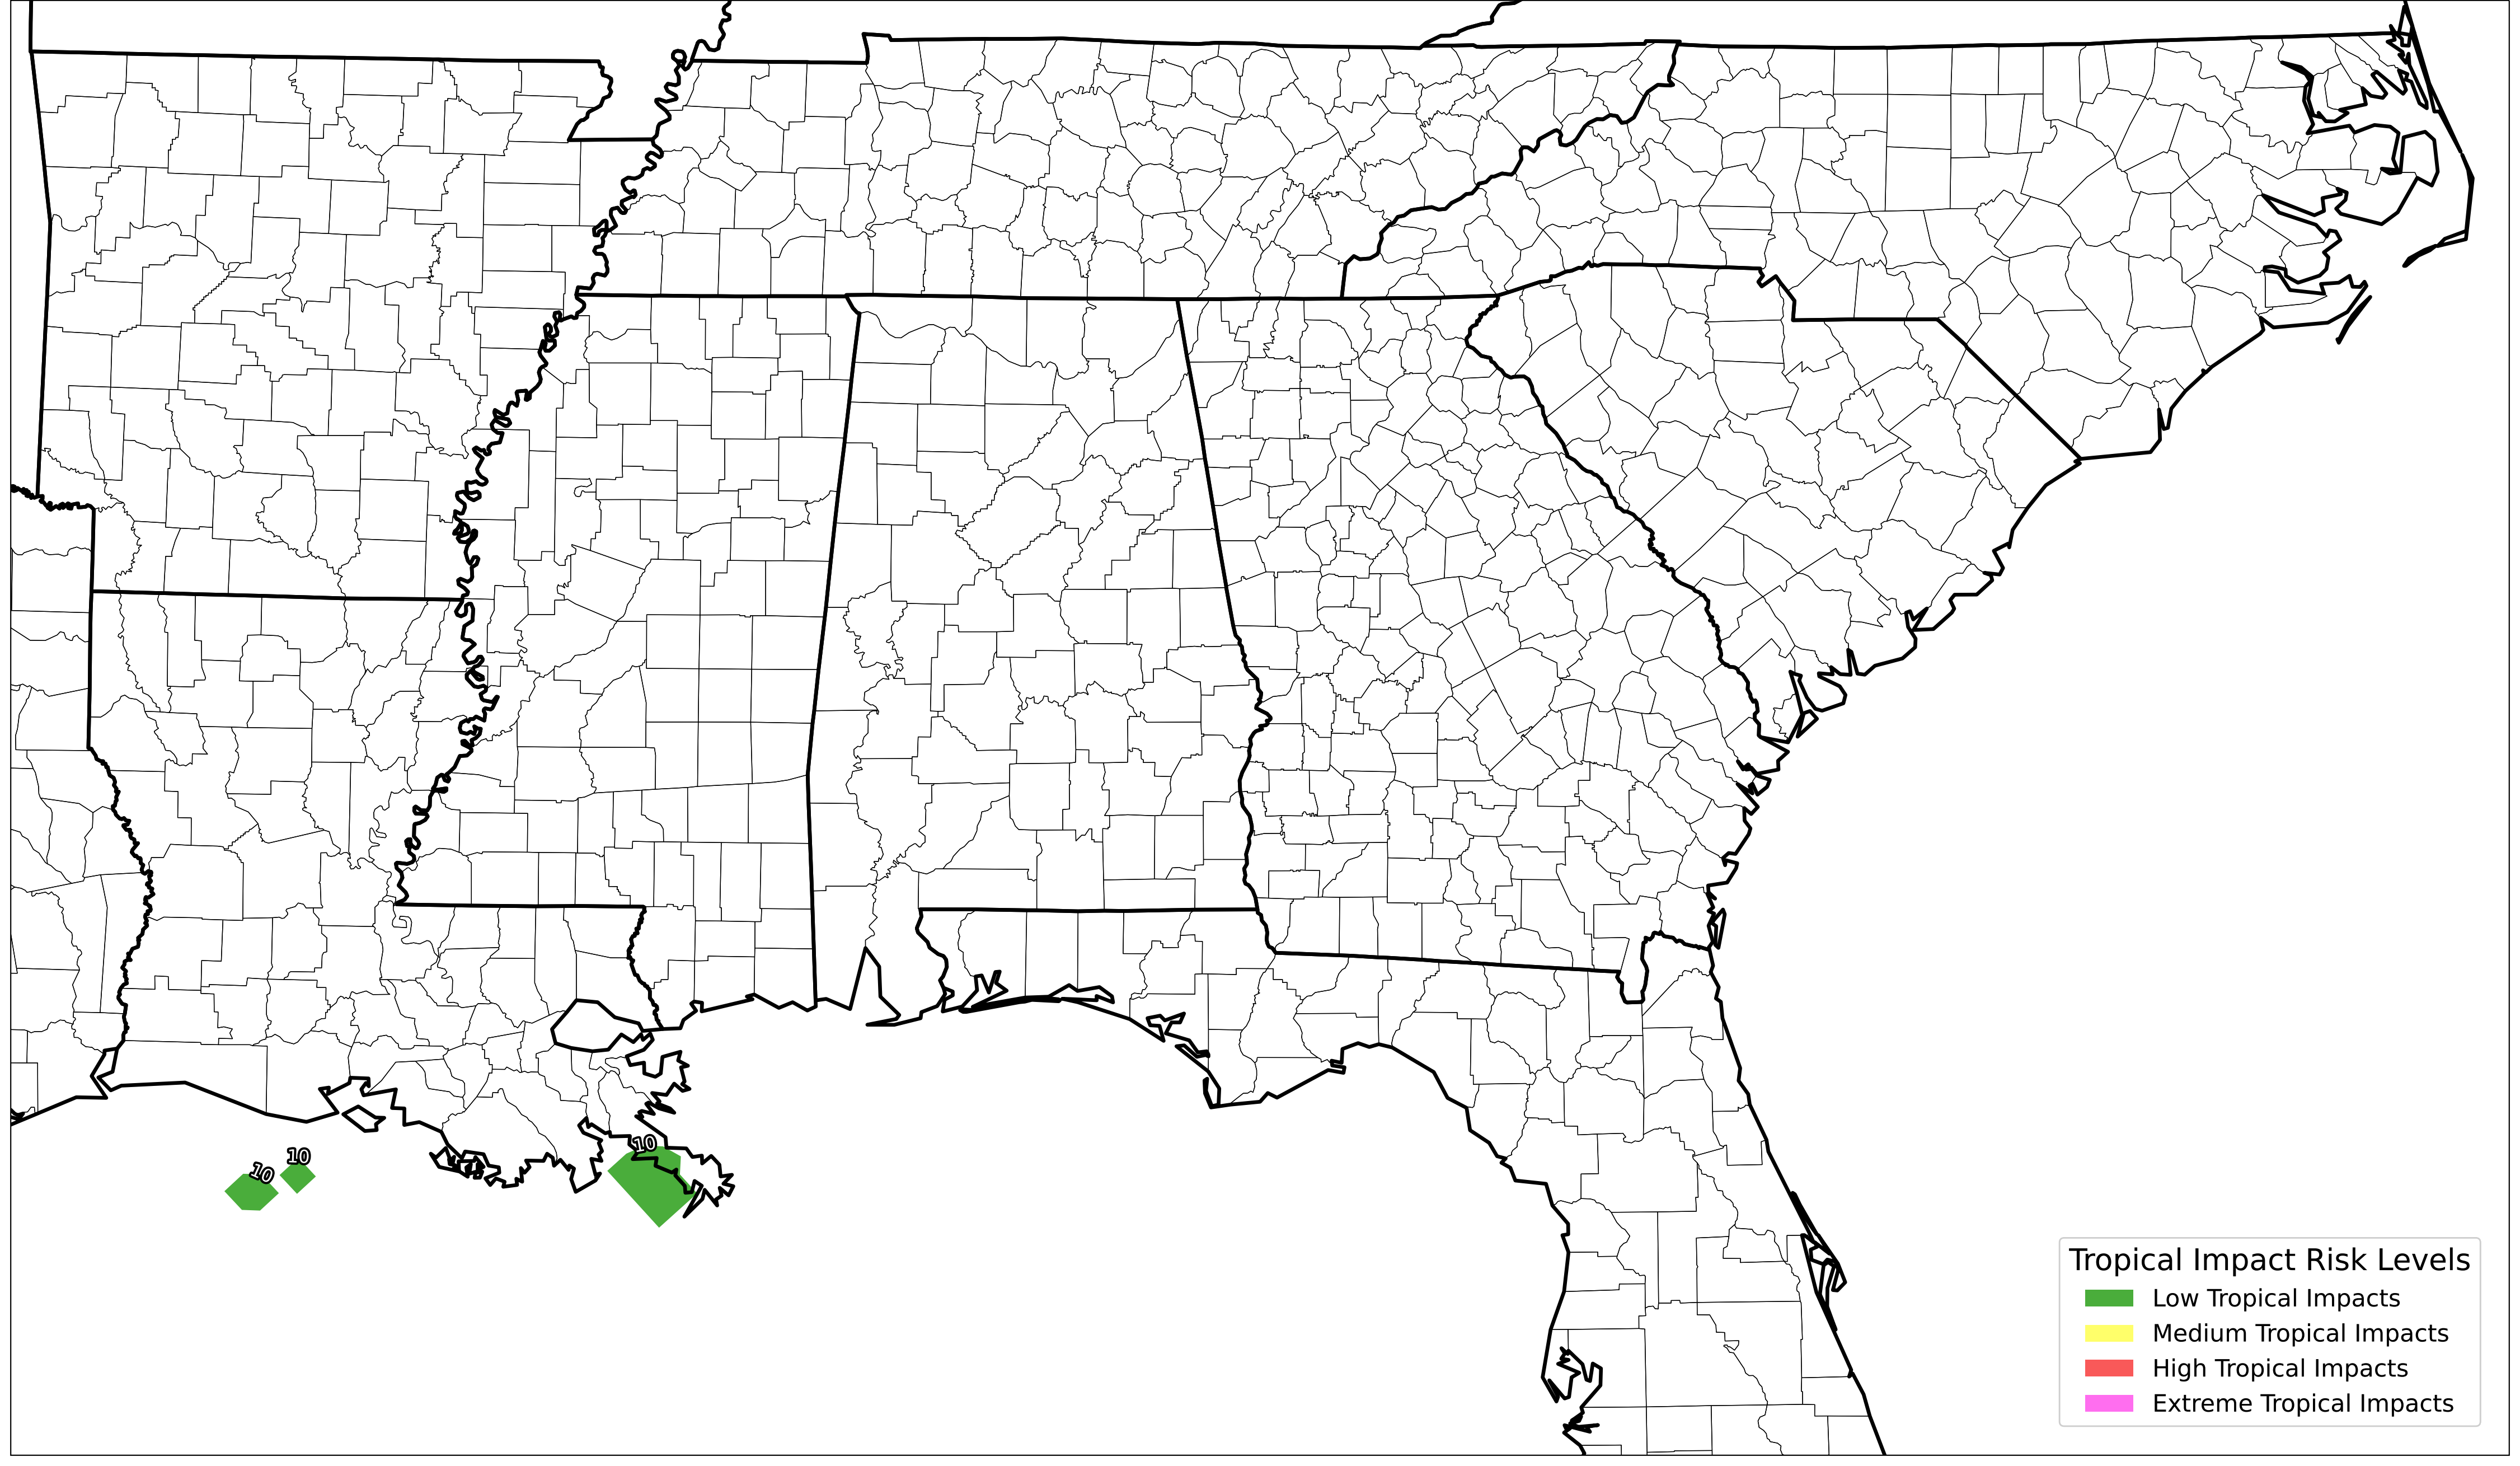 10
10
10
Tropical Impact Risk Levels
Low Tropical Impacts
Medium Tropical Impacts
High Tropical Impacts
Extreme Tropical Impacts